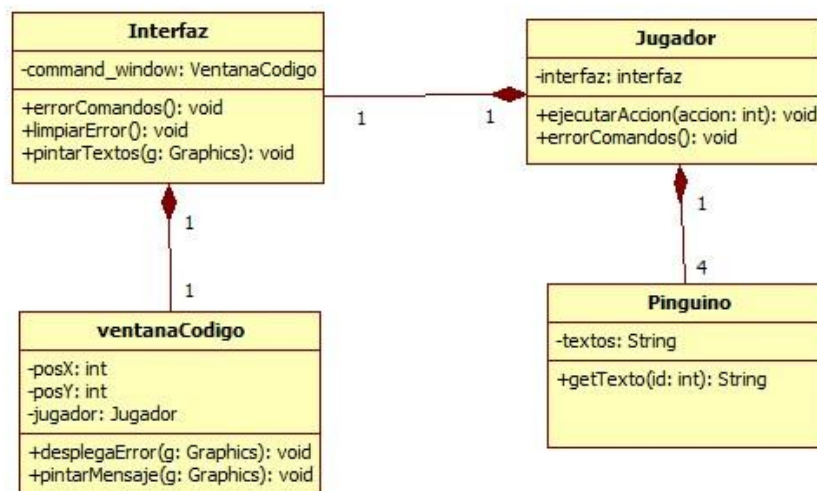 Interfaz
-command_window: VentanaCodigo
+errorComandos(): void
+limpiarError(): void
+pintarTextos(g: Graphics): void
1
1
Jugador
-interfaz: interfaz
+ejecutarAccion(accion: int): void
+errorComandos(): void
1
1
ventanaCodigo
-posX: int
-posY: int
-jugador: Jugador
+desplegaError(g: Graphics): void
+pintarMensaje(g: Graphics): void
1
4
Pinguino
-textos: String
+getTexto(id: int): String